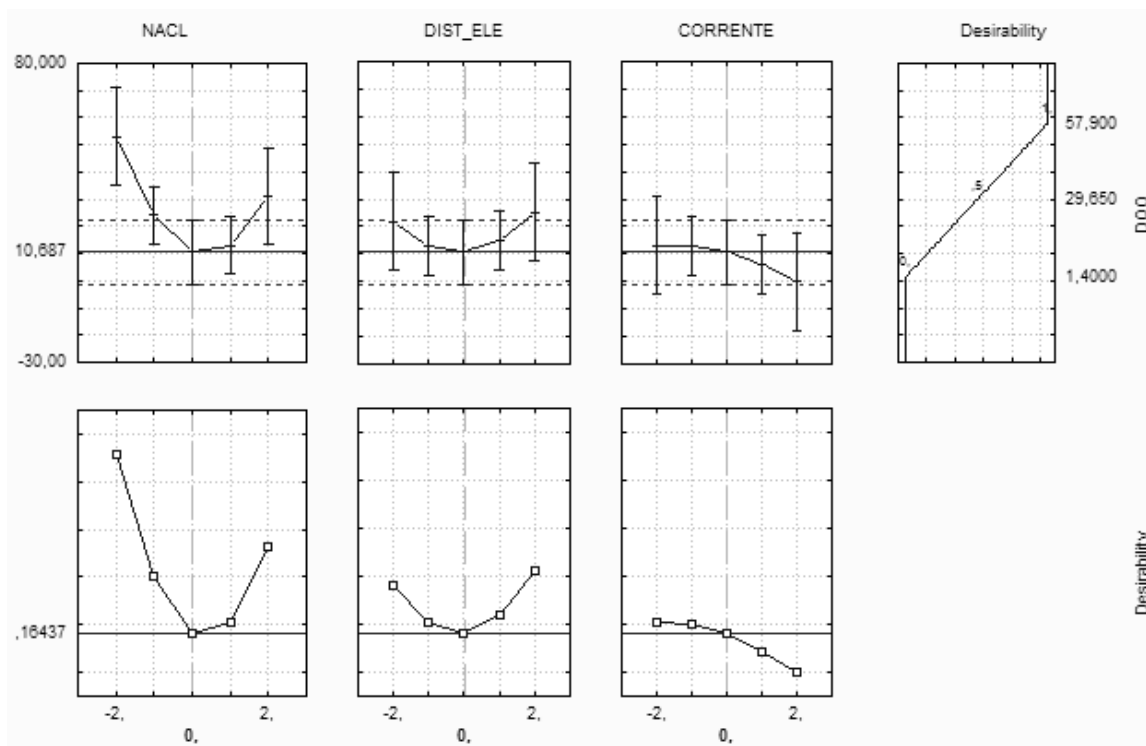 NACL DIST_ELE CORRENTE Desirability
80,000
1,
57,900
,5
29,650
D.Q.O
10,687
0,
1,4000
-30,00
Desirability
,16437
-2, 2, -2, 2, -2, 2,
0, 0, 0,